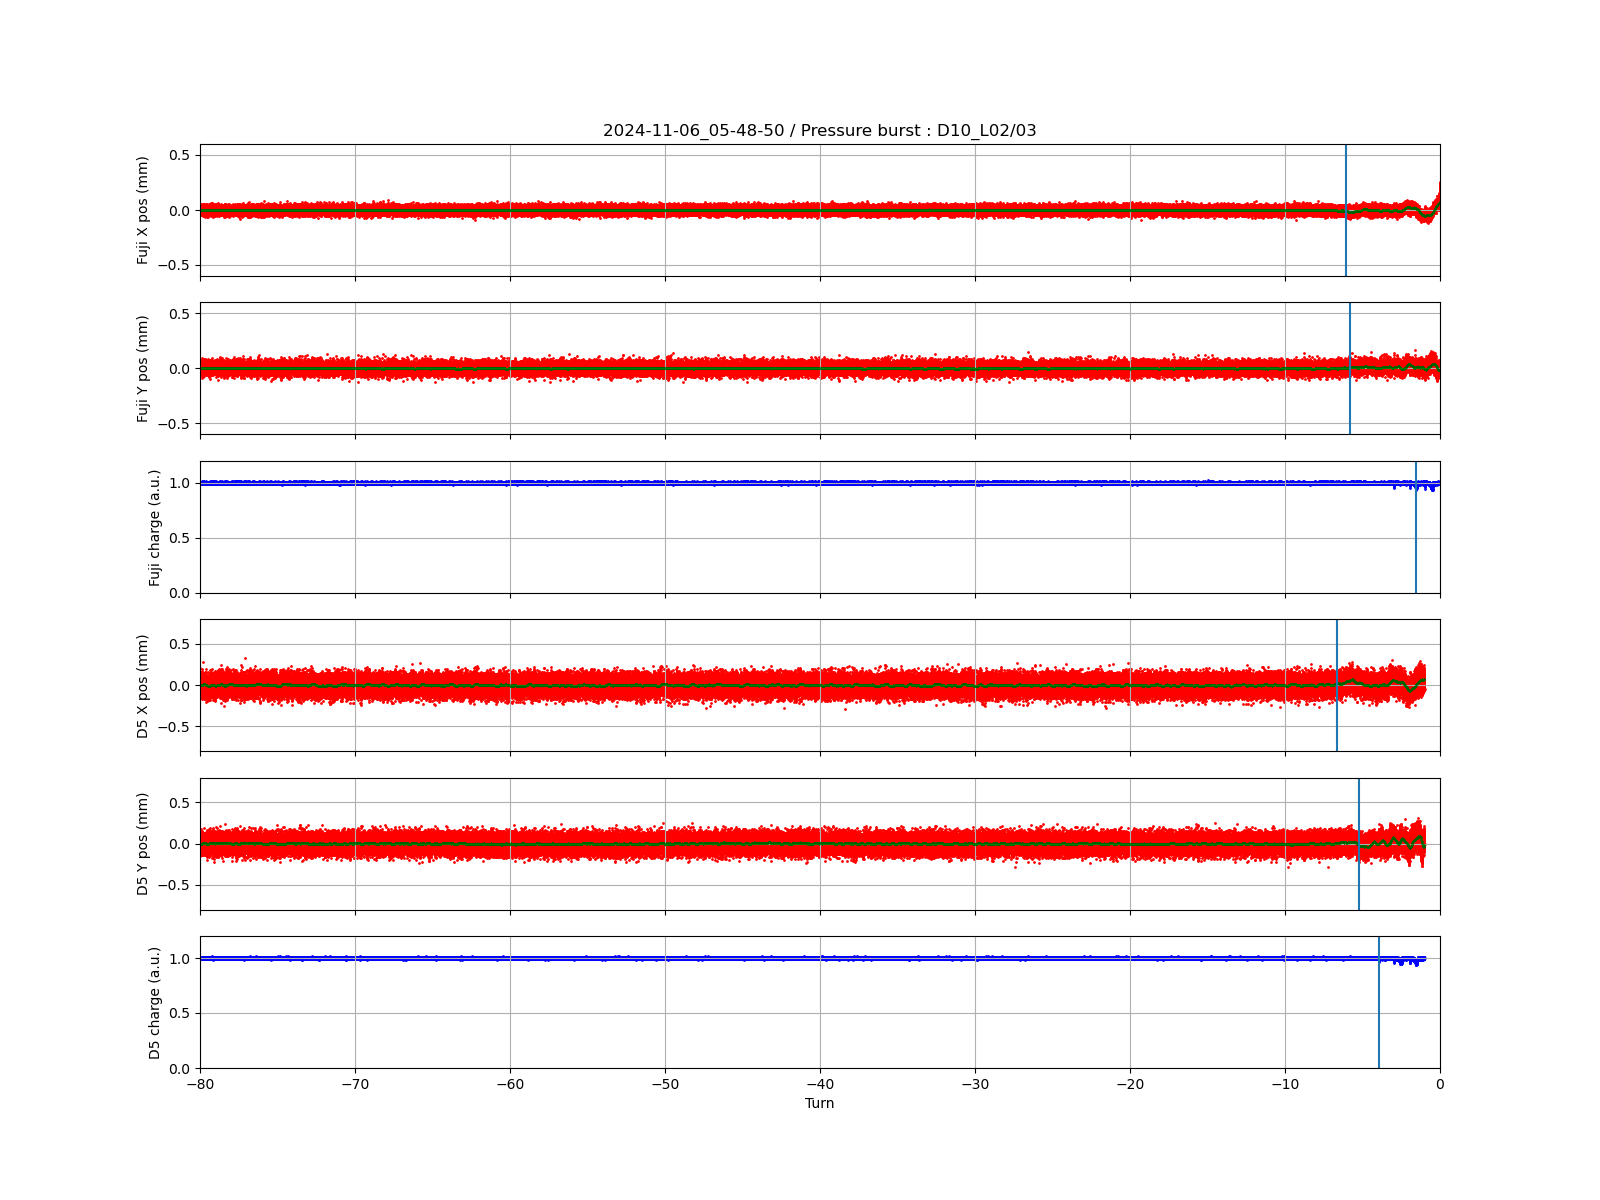 2024-11-06_05-48-50 / Pressure burst : D10_L02/03
Fuji X pos (mm)
0.5
0.0
−0.5
Fuji Y pos (mm)
0.5
0.0
−0.5
Fuji charge (a.u.)
1.0
0.5
0.0
D5 X pos (mm)
0.5
0.0
−0.5
D5 Y pos (mm)
0.5
0.0
−0.5
D5 charge (a.u.)
1.0
0.5
0.0
−80 −70 −60 −50 −40 −30 −20 −10 0
Turn